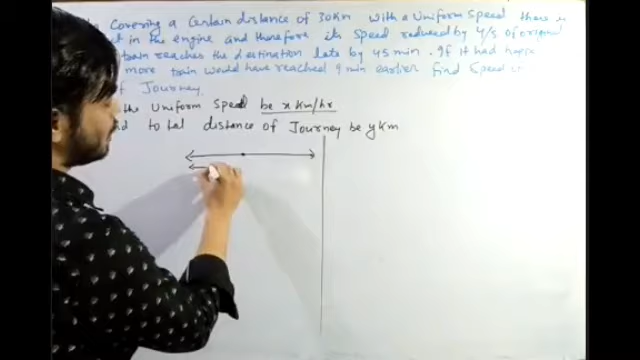 Covering a Certain distance of 30Km with a Uniform Speed there is
in the engine and therefore its Speed reduced by 4/5 of original
train reaches the destination late by 45 min. If it had happe
more train would have reached 9 min earlier find Speed
of Journey.
the Uniform Speed be x Km/hr
total distance of Journey be y Km